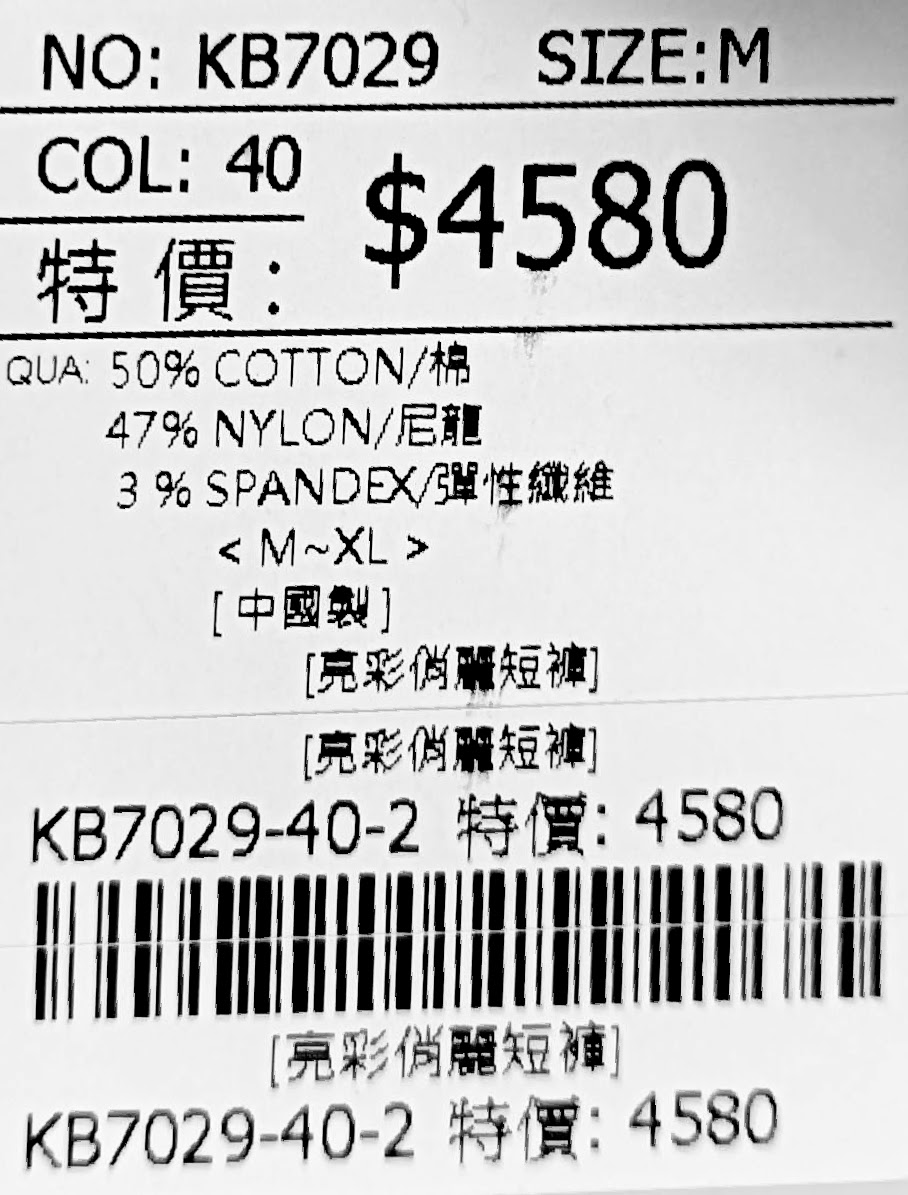 NO: KB7029 SIZE:M
COL: 40
$4580
特價:
QUA: 50% COTTON/棉
47% NYLON/尼龍
3 % SPANDEX/彈性纖維
< M~XL >
[中國製]
[亮彩俏麗短褲]
[亮彩俏麗短褲]
KB7029-40-2 特價: 4580
[亮彩俏麗短褲]
KB7029-40-2 特價: 4580